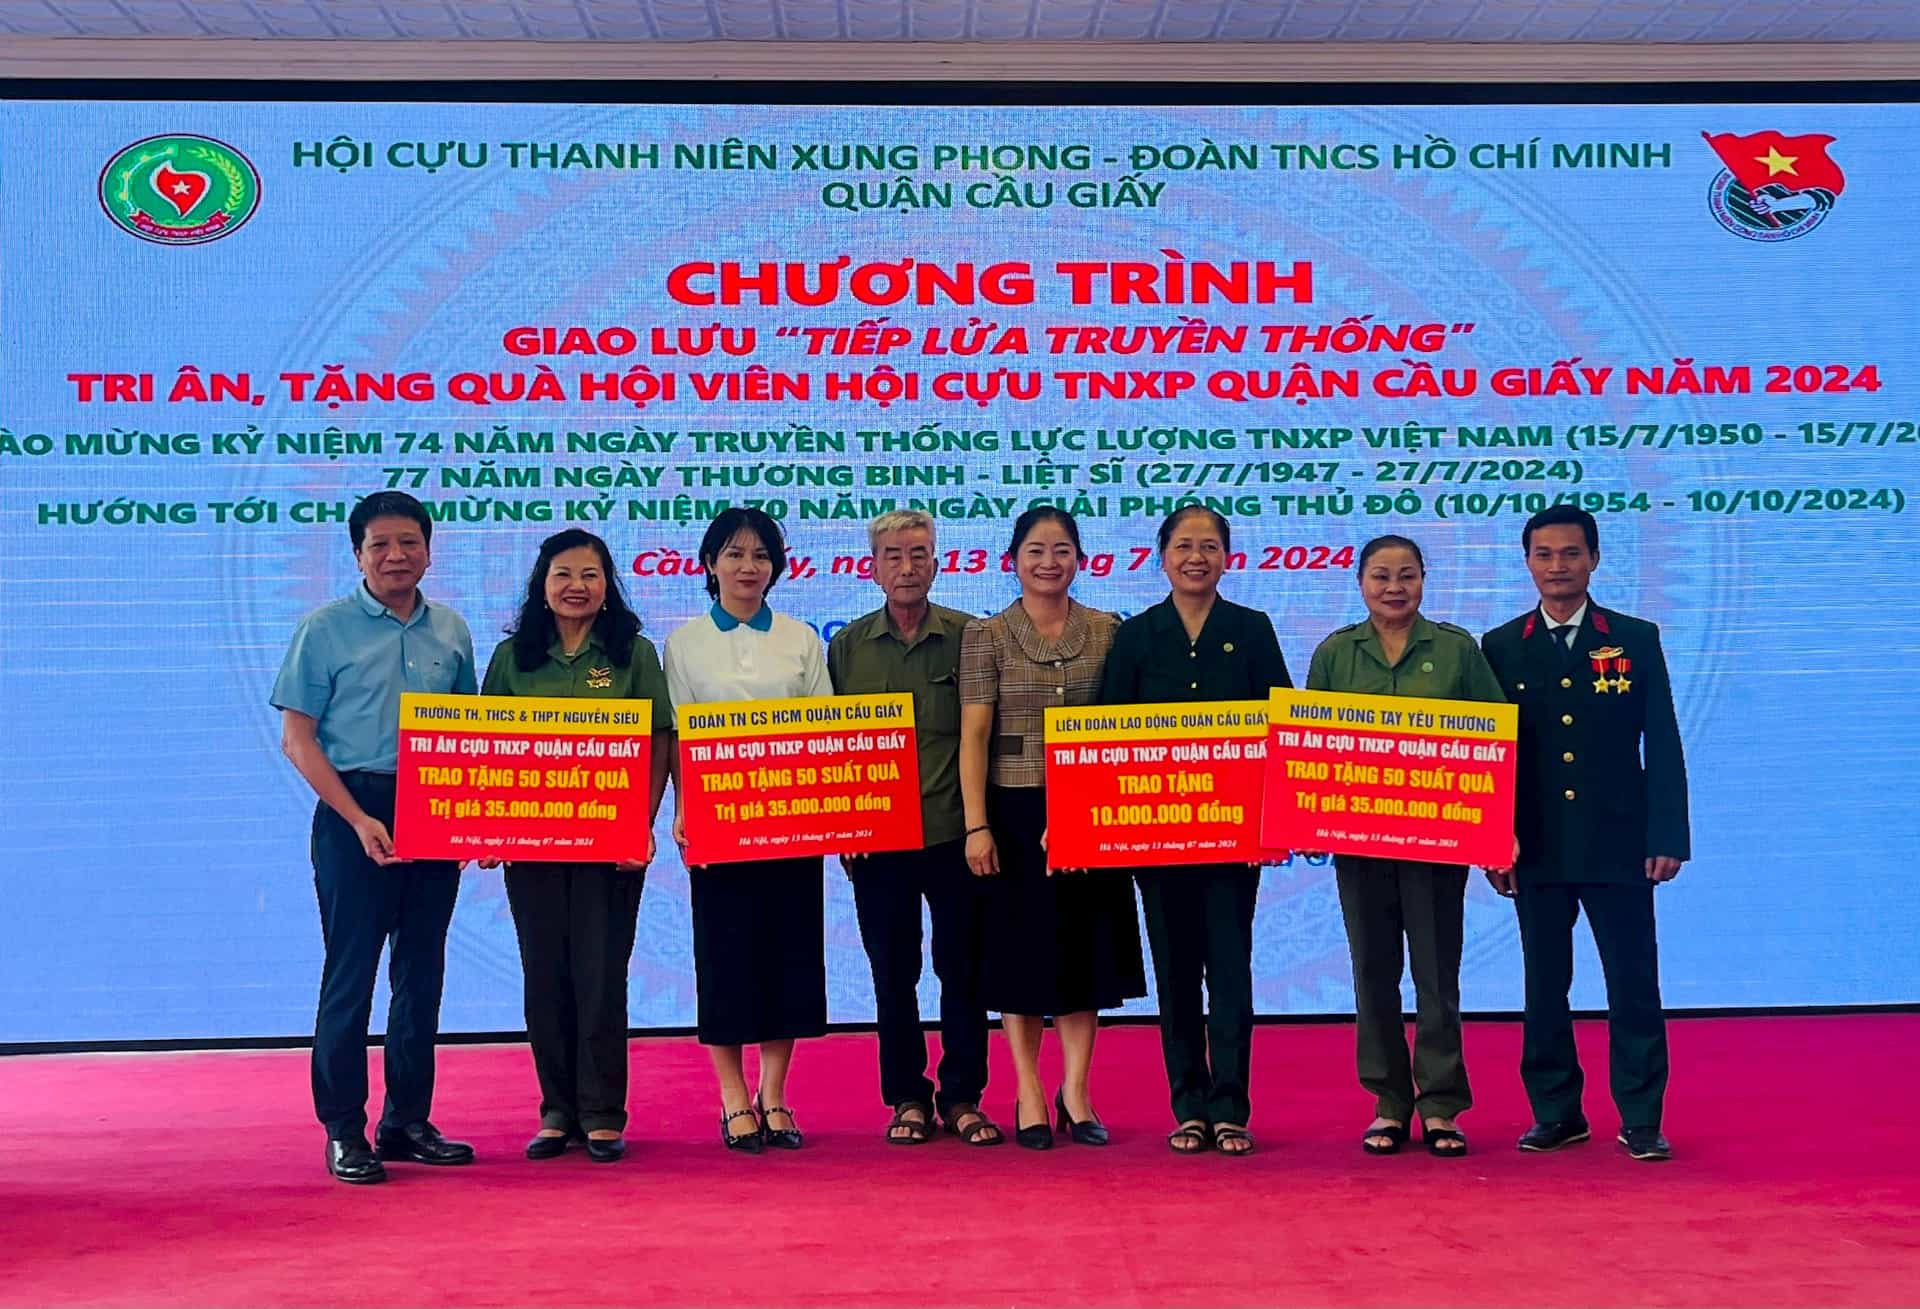 HỘI CỰU THANH NIÊN XUNG PHONG - ĐOÀN TNCS HỒ CHÍ MINH
QUẬN CẦU GIẤY
CHƯƠNG TRÌNH
GIAO LƯU "TIẾP LỬA TRUYỀN THỐNG"
TRI ÂN, TẶNG QUÀ HỘI VIÊN HỘI CỰU TNXP QUẬN CẦU GIẤY NĂM 2024
ÀO MỪNG KỶ NIỆM 74 NĂM NGÀY TRUYỀN THỐNG LỰC LƯỢNG TNXP VIỆT NAM (15/7/1950 - 15/7/20
77 NĂM NGÀY THƯƠNG BINH - LIỆT SĨ (27/7/1947 - 27/7/2024)
HƯỚNG TỚI CHÀO MỪNG KỶ NIỆM 70 NĂM NGÀY GIẢI PHÓNG THỦ ĐÔ (10/10/1954 - 10/10/2024)
Cầu Giấy, ngày 13 tháng 7 năm 2024
TRƯỜNG TH, THCS & THPT NGUYỄN SIÊU
TRI ÂN CỰU TNXP QUẬN CẦU GIẤY
TRAO TẶNG 50 SUẤT QUÀ
Trị giá 35.000.000 đồng
Hà Nội, ngày 13 tháng 07 năm 2024
ĐOÀN TN CS HCM QUẬN CẦU GIẤY
TRI ÂN CỰU TNXP QUẬN CẦU GIẤY
TRAO TẶNG 50 SUẤT QUÀ
Trị giá 35.000.000 đồng
Hà Nội, ngày 13 tháng 07 năm 2024
LIÊN ĐOÀN LAO ĐỘNG QUẬN CẦU GIẤY
TRI ÂN CỰU TNXP QUẬN CẦU GIẤY
TRAO TẶNG
10.000.000 đồng
Hà Nội, ngày 13 tháng 07 năm 2024
NHÓM VÒNG TAY YÊU THƯƠNG
TRI ÂN CỰU TNXP QUẬN CẦU GIẤY
TRAO TẶNG 50 SUẤT QUÀ
Trị giá 35.000.000 đồng
Hà Nội, ngày 13 tháng 07 năm 2024